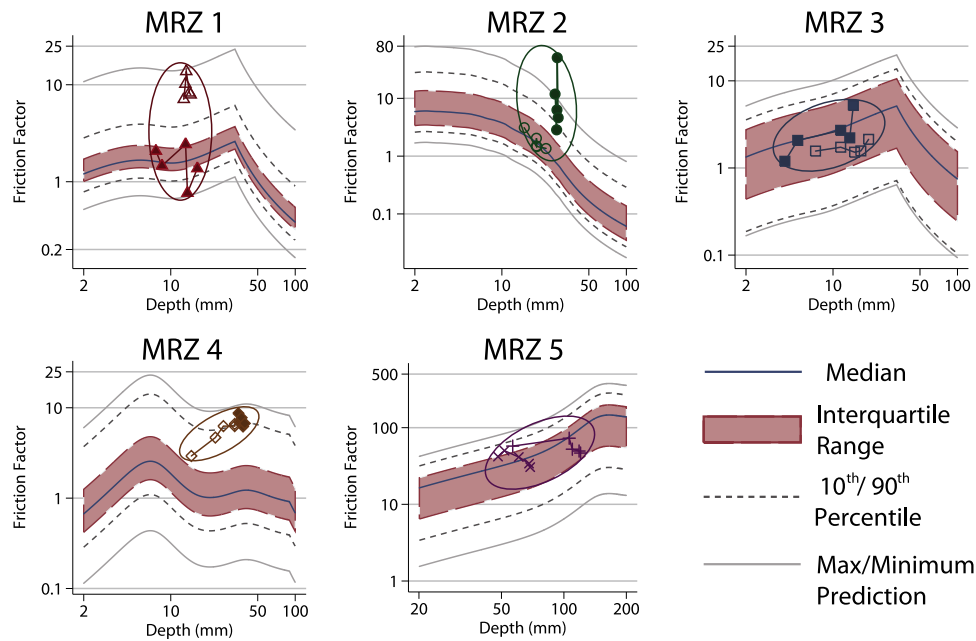 MRZ 1
MRZ 2
MRZ 3
Friction Factor
25
10
1
0.2
2
10
50
100
Depth (mm)
Friction Factor
80
10
1
0.1
2
10
50
100
Depth (mm)
Friction Factor
25
10
1
0.1
2
10
50
100
Depth (mm)
MRZ 4
MRZ 5
Friction Factor
25
10
1
0.1
2
10
50
100
Depth (mm)
Friction Factor
500
100
10
1
20
50
100
200
Depth (mm)
Median
Interquartile
Range
10th/ 90th
Percentile
Max/Minimum
Prediction